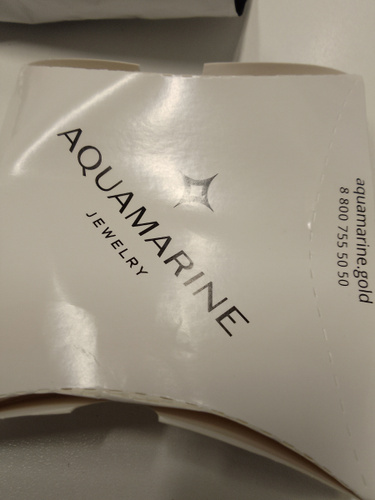 AQUAMARINE
JEWELRY
aquamarine.gold
8 800 755 50 50